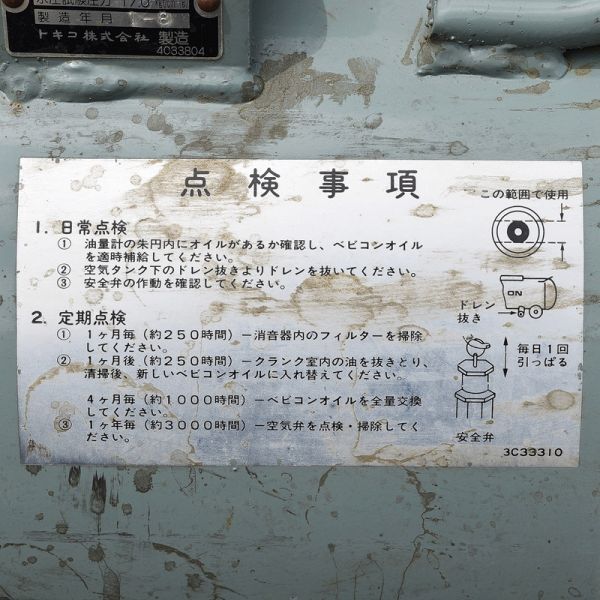 水圧試験圧力 17.0
製造年月 -8
トキコ株式会社 製造
4033804
点検事項
1. 日常点検
① 油量計の朱円内にオイルがあるか確認し、ベビコンオイル
を適時補給してください。
② 空気タンク下のドレン抜きよりドレンを抜いてください。
③ 安全弁の作動を確認してください。
2. 定期点検
① 1ヶ月毎(約250時間)ー消音器内のフィルターを掃除
してください。
② 1ヶ月後(約250時間)ークランク室内の油を抜きとり、
清掃後、新しいベビコンオイルに入れ替えてください。
4ヶ月毎(約1000時間)ーベビコンオイルを全量交換
してください。
③ 1ヶ年毎(約3000時間)ー空気弁を点検・掃除してく
ださい。
この範囲で使用
ドレン
抜き
毎日1回
引っぱる
安全弁
3C33310